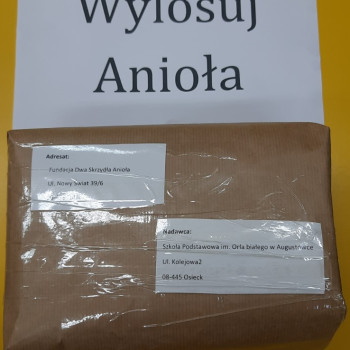 Wylosuj
Anioła
Adresat:
Fundacja Dwa Skrzydła Anioła
Ul. Nowy Świat 39/6
Nadawca:
Szkoła Podstawowa im. Orła białego w Augustówce
Ul. Kolejowa2
08-445 Osieck